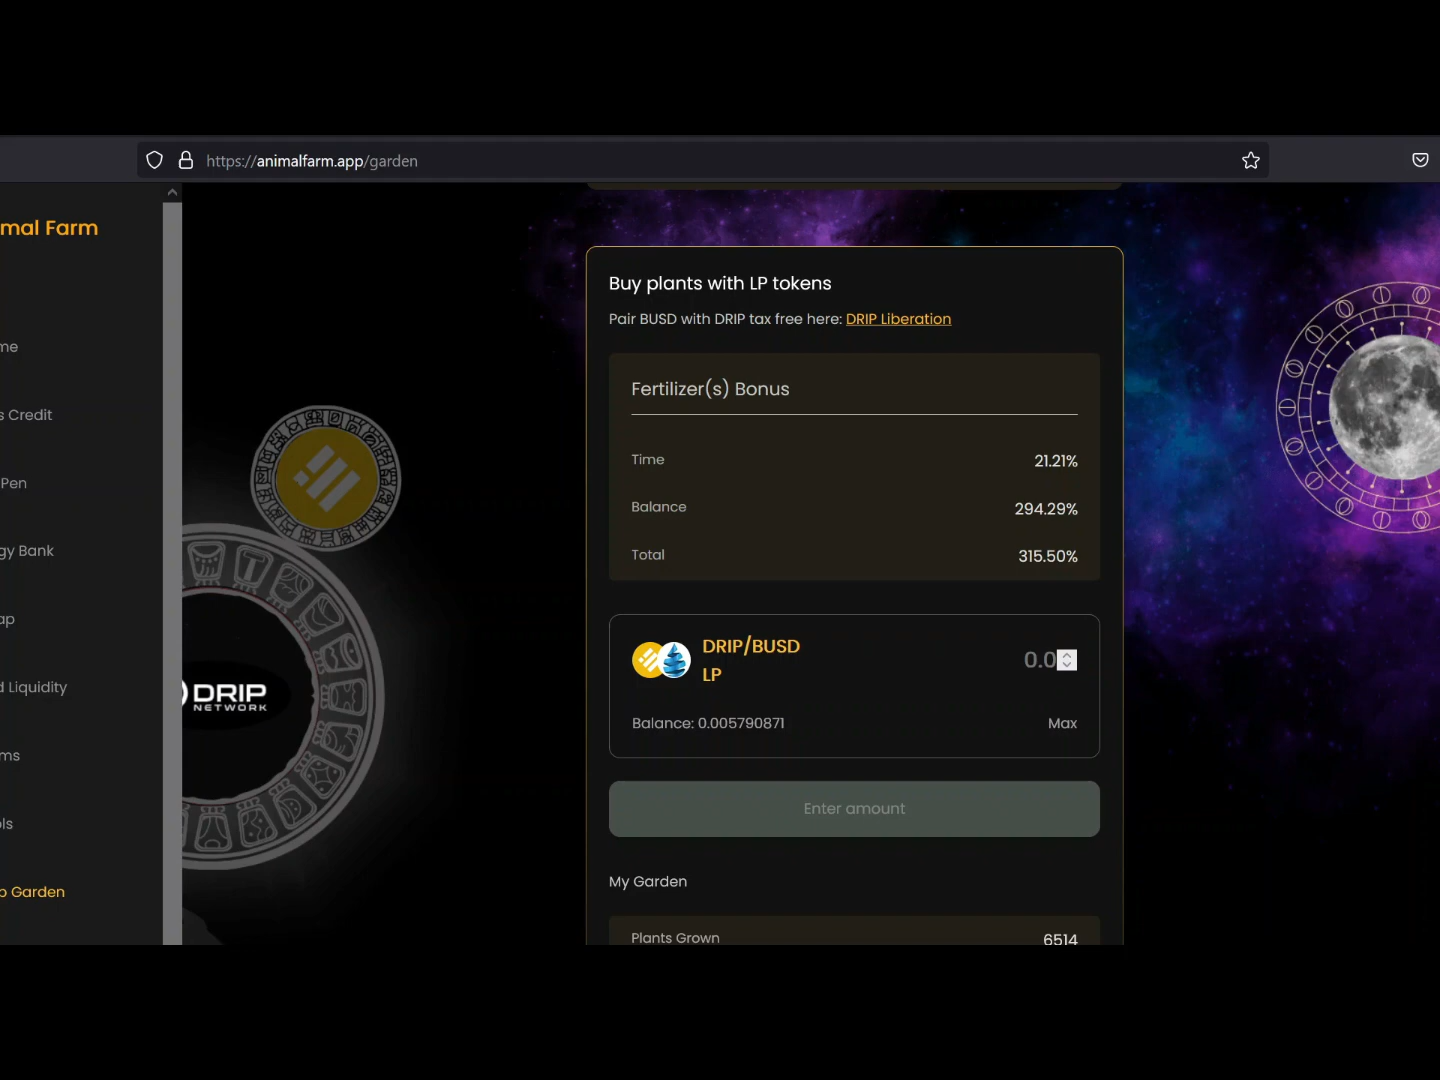 https://animalfarm.app/garden
mal Farm
me
s Credit
Pen
gy Bank
ap
d Liquidity
ms
ols
p Garden
DRIP
NETWORK
Buy plants with LP tokens
Pair BUSD with DRIP tax free here: DRIP Liberation
Fertilizer(s) Bonus
Time 21.21%
Balance 294.29%
Total 315.50%
DRIP/BUSD
LP
0.0
Balance: 0.005790871 Max
Enter amount
My Garden
Plants Grown 6514